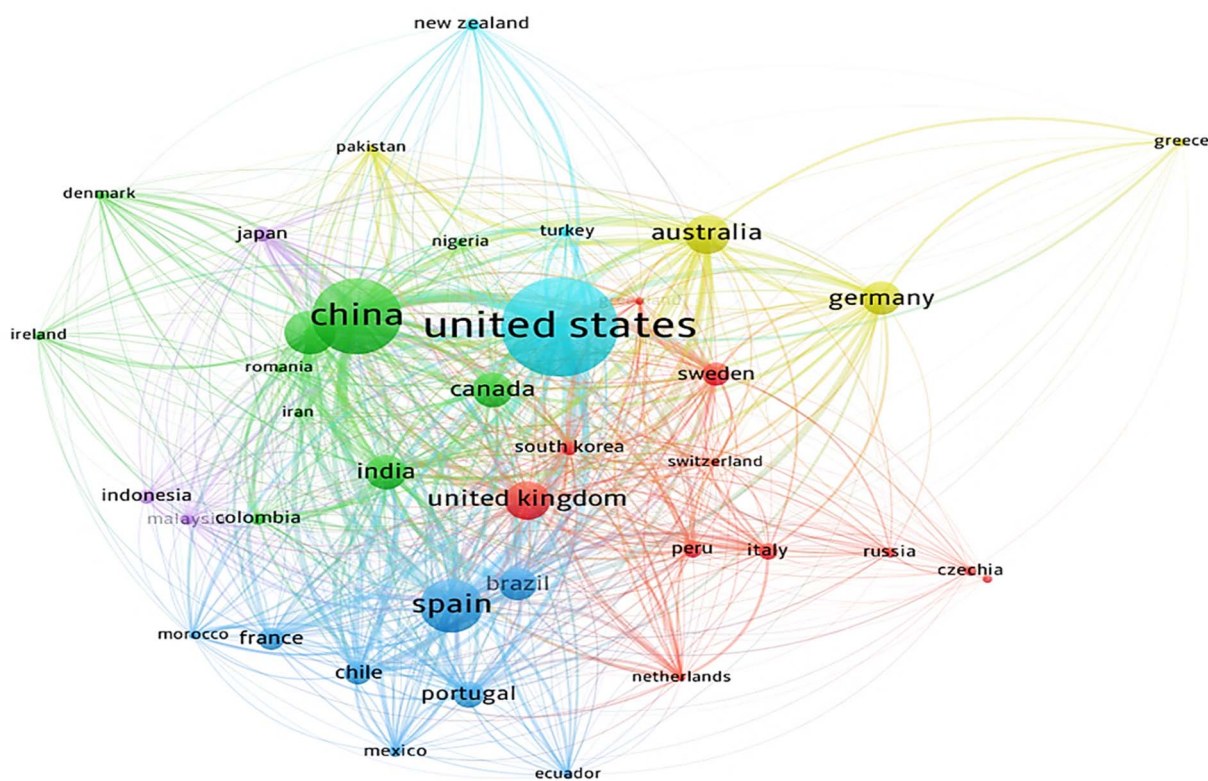 new zealand
greece
pakistan
denmark
japan
nigeria
turkey
australia
germany
china
united states
ireland
romania
canada
sweden
iran
south korea
switzerland
india
united kingdom
indonesia
malaysia
colombia
peru
italy
russia
czechia
brazil
spain
morocco
france
chile
portugal
netherlands
mexico
ecuador